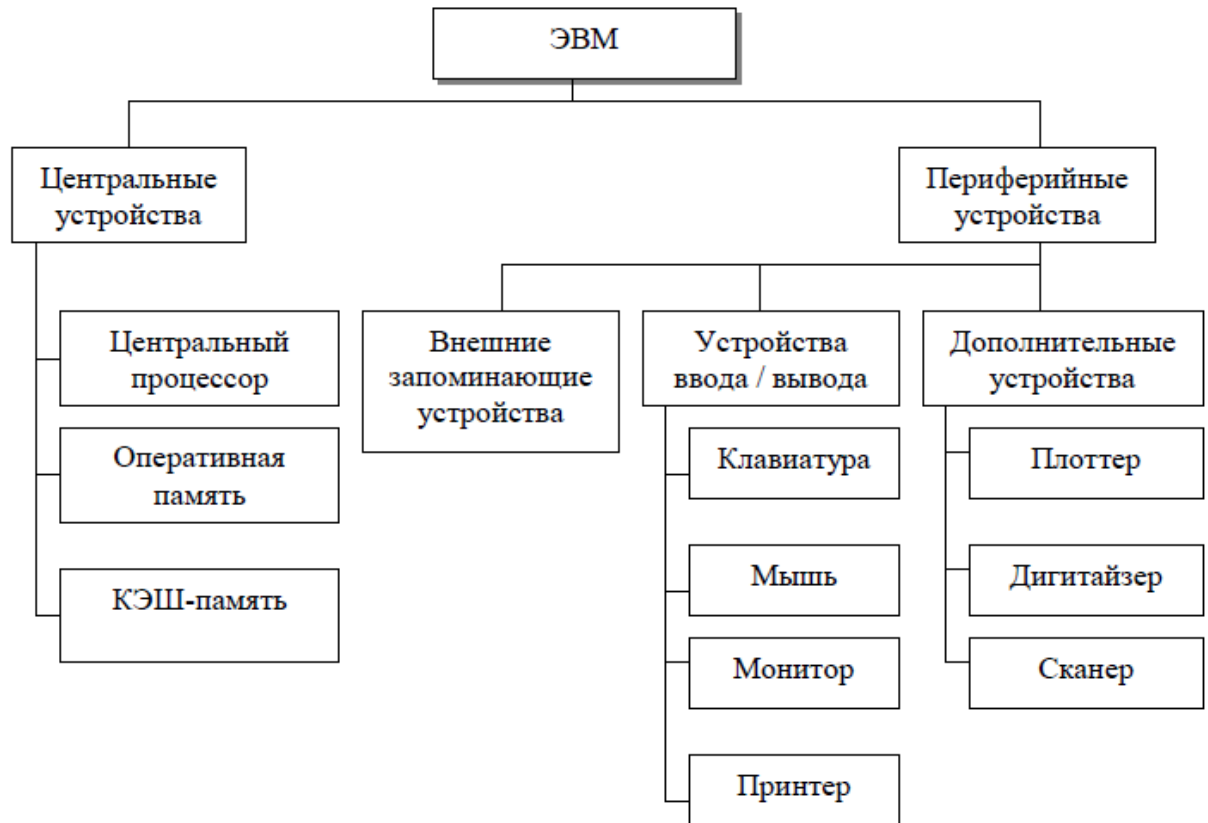 ЭВМ
Центральные
устройства
Периферийные
устройства
Центральный
процессор
Оперативная
память
КЭШ-память
Внешние
запоминающие
устройства
Устройства
ввода / вывода
Клавиатура
Мышь
Монитор
Принтер
Дополнительные
устройства
Плоттер
Дигитайзер
Сканер